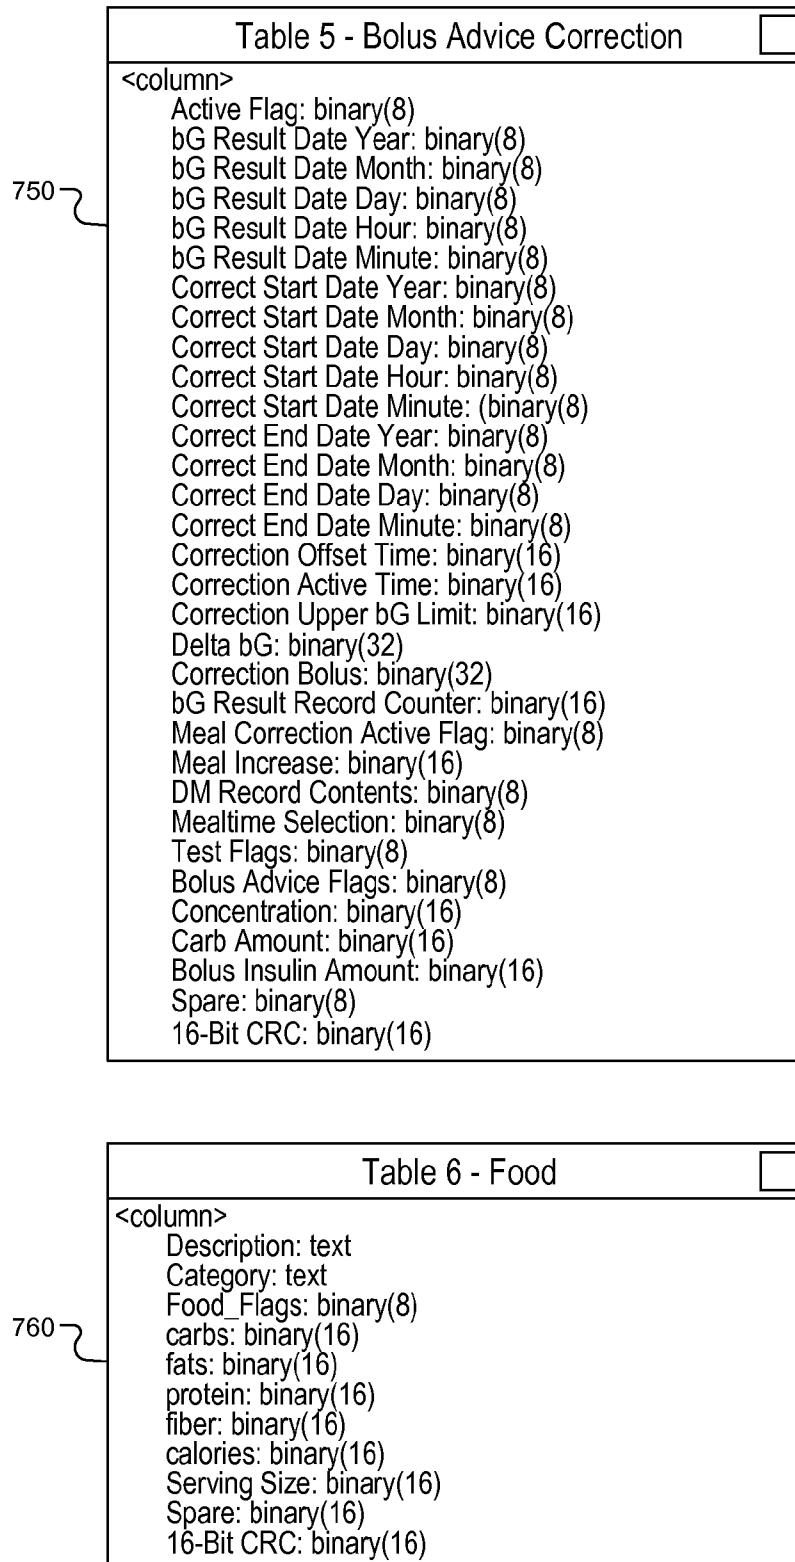 Table 5 - Bolus Advice Correction
<column>
Active Flag: binary(8)
bG Result Date Year: binary(8)
bG Result Date Month: binary(8)
750
bG Result Date Day: binary(8)
bG Result Date Hour: binary(8)
bG Result Date Minute: binary(8)
Correct Start Date Year: binary(8)
Correct Start Date Month: binary(8)
Correct Start Date Day: binary(8)
Correct Start Date Hour: binary(8)
Correct Start Date Minute: (binary(8)
Correct End Date Year: binary(8)
Correct End Date Month: binary(8)
Correct End Date Day: binary(8)
Correct End Date Minute: binary(8)
Correction Offset Time: binary(16)
Correction Active Time: binary(16)
Correction Upper bG Limit: binary(16)
Delta bG: binary(32)
Correction Bolus: binary(32)
bG Result Record Counter: binary(16)
Meal Correction Active Flag: binary(8)
Meal Increase: binary(16)
DM Record Contents: binary(8)
Mealtime Selection: binary(8)
Test Flags: binary(8)
Bolus Advice Flags: binary(8)
Concentration: binary(16)
Carb Amount: binary(16)
Bolus Insulin Amount: binary(16)
Spare: binary(8)
16-Bit CRC: binary(16)
Table 6 - Food
<column>
Description: text
Category: text
Food_Flags: binary(8)
760
carbs: binary(16)
fats: binary(16)
protein: binary(16)
fiber: binary(16)
calories: binary(16)
Serving Size: binary(16)
Spare: binary(16)
16-Bit CRC: binary(16)